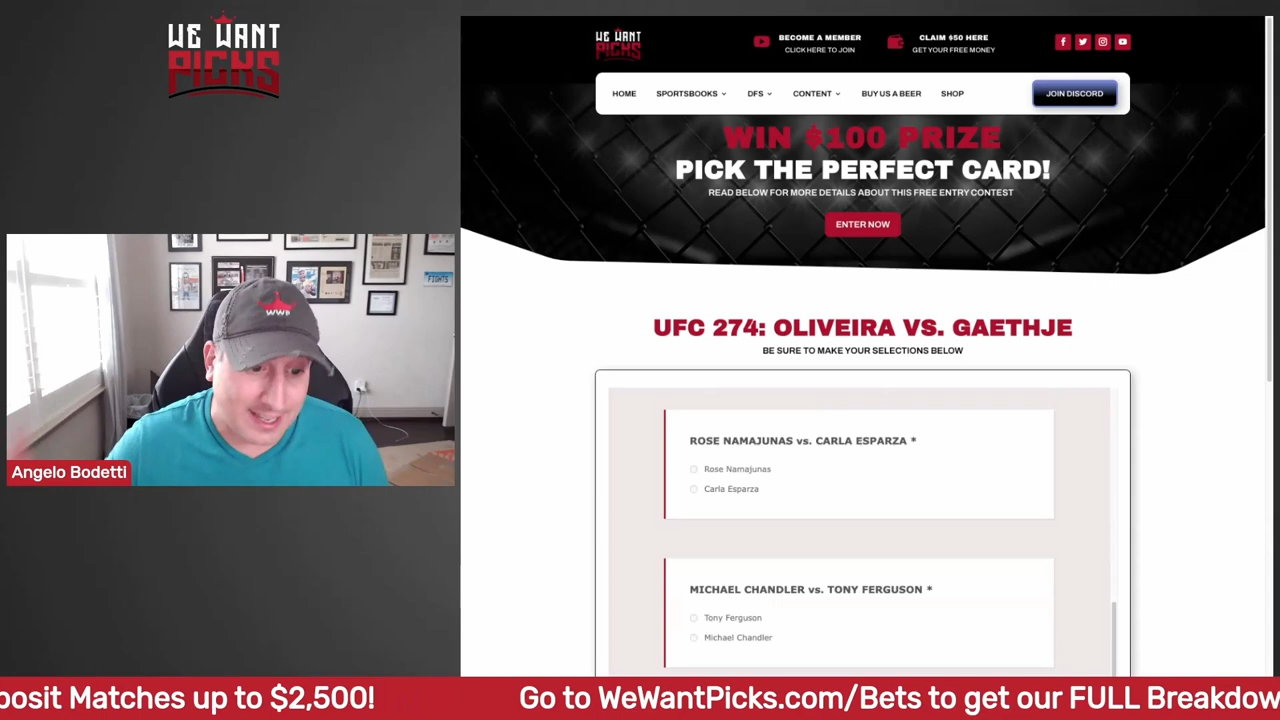 WE WANT
PICKS
FIGHTS
Angelo Bodetti
WE WANT
PICKS
BECOME A MEMBER
CLICK HERE TO JOIN
CLAIM $50 HERE
GET YOUR FREE MONEY
HOME SPORTSBOOKS DFS CONTENT BUY US A BEER SHOP JOIN DISCORD
WIN $100 PRIZE
PICK THE PERFECT CARD!
READ BELOW FOR MORE DETAILS ABOUT THIS FREE ENTRY CONTEST
ENTER NOW
UFC 274: OLIVEIRA VS. GAETHJE
BE SURE TO MAKE YOUR SELECTIONS BELOW
ROSE NAMAJUNAS vs. CARLA ESPARZA *
Rose Namajunas
Carla Esparza
MICHAEL CHANDLER vs. TONY FERGUSON *
Tony Ferguson
Michael Chandler
posit Matches up to $2,500! Go to WeWantPicks.com/Bets to get our FULL Breakdow